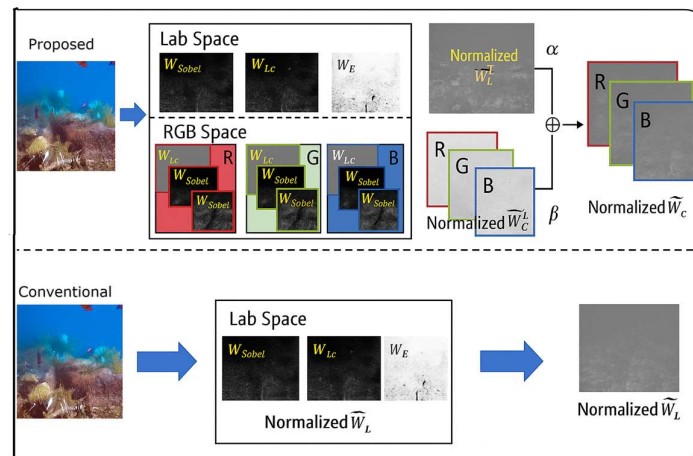 Proposed
Lab Space
W_Sobel
W_Lc
W_E
RGB Space
W_Lc
R
W_Sobel
W_Sobel
W_Lc
G
W_Sobel
W_Sobel
W_Lc
B
W_Sobel
W_Sobel
Normalized
W̃_L^L
α
R
G
B
Normalized W̃_C^L
β
⊕
R
G
B
Normalized W̃_C
Conventional
Lab Space
W_Sobel
W_Lc
W_E
Normalized W̃_L
Normalized W̃_L